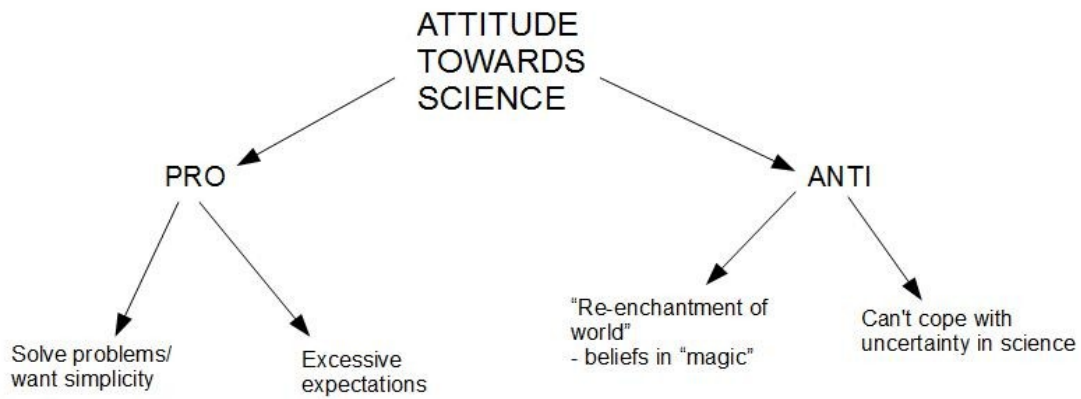 ATTITUDE
TOWARDS
SCIENCE
PRO
ANTI
Solve problems/
want simplicity
Excessive
expectations
“Re-enchantment of
world”
- beliefs in “magic”
Can't cope with
uncertainty in science